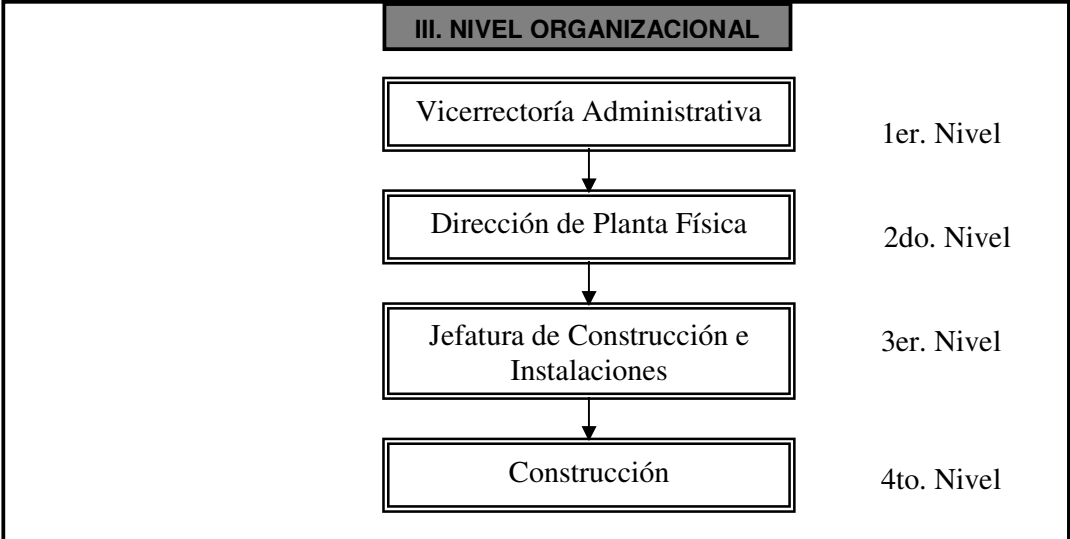 III. NIVEL ORGANIZACIONAL
Vicerrectoría Administrativa
1er. Nivel
Dirección de Planta Física
2do. Nivel
Jefatura de Construcción e
Instalaciones
3er. Nivel
Construcción
4to. Nivel